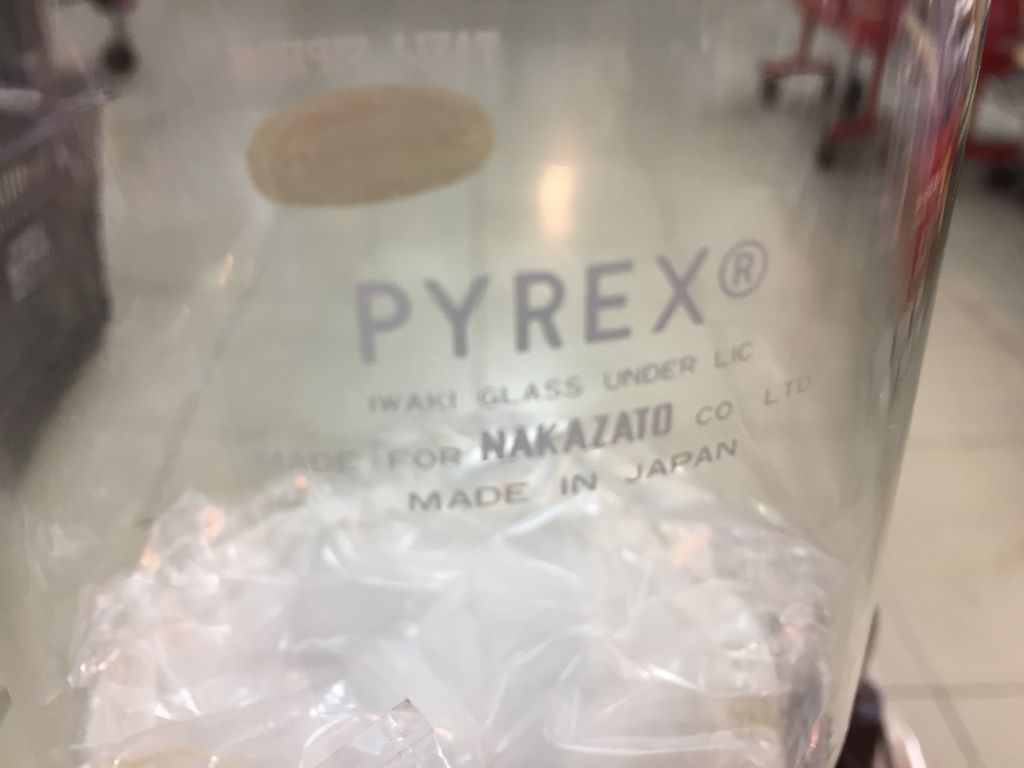 PYREX®
IWAKI GLASS UNDER LIC
MADE FOR NAKAZATO CO LTD
MADE IN JAPAN